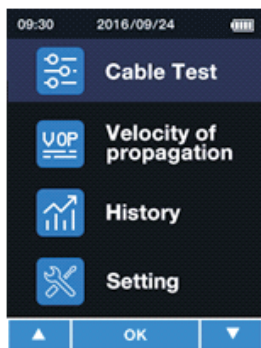 09:30 2016/09/24
Cable Test
VOP
Velocity of
propagation
History
Setting
OK